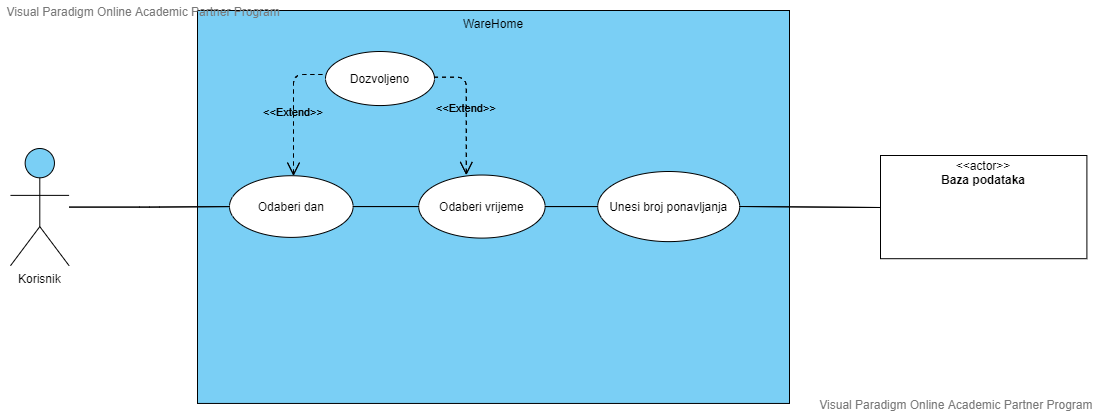 Visual Paradigm Online Academic Partner Program
WareHome
Dozvoljeno
<<Extend>>
<<Extend>>
Odaberi dan
Odaberi vrijeme
Unesi broj ponavljanja
Korisnik
<<actor>>
Baza podataka
Visual Paradigm Online Academic Partner Program